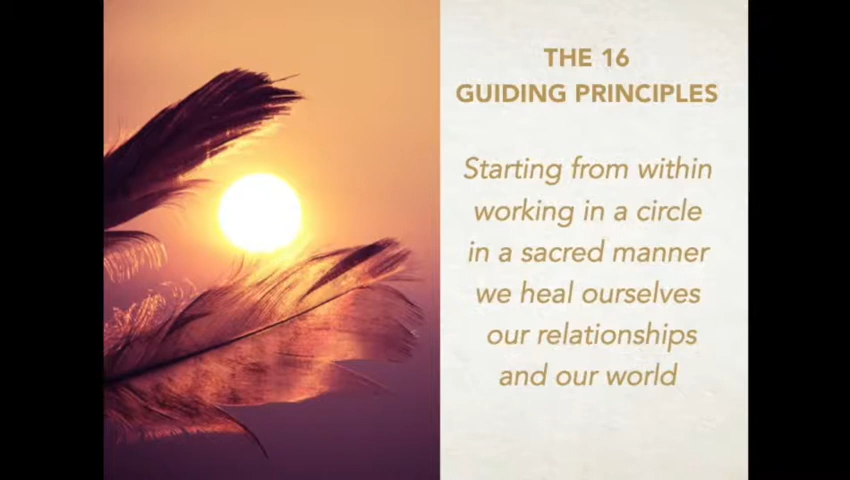 THE 16
GUIDING PRINCIPLES
Starting from within
working in a circle
in a sacred manner
we heal ourselves
our relationships
and our world